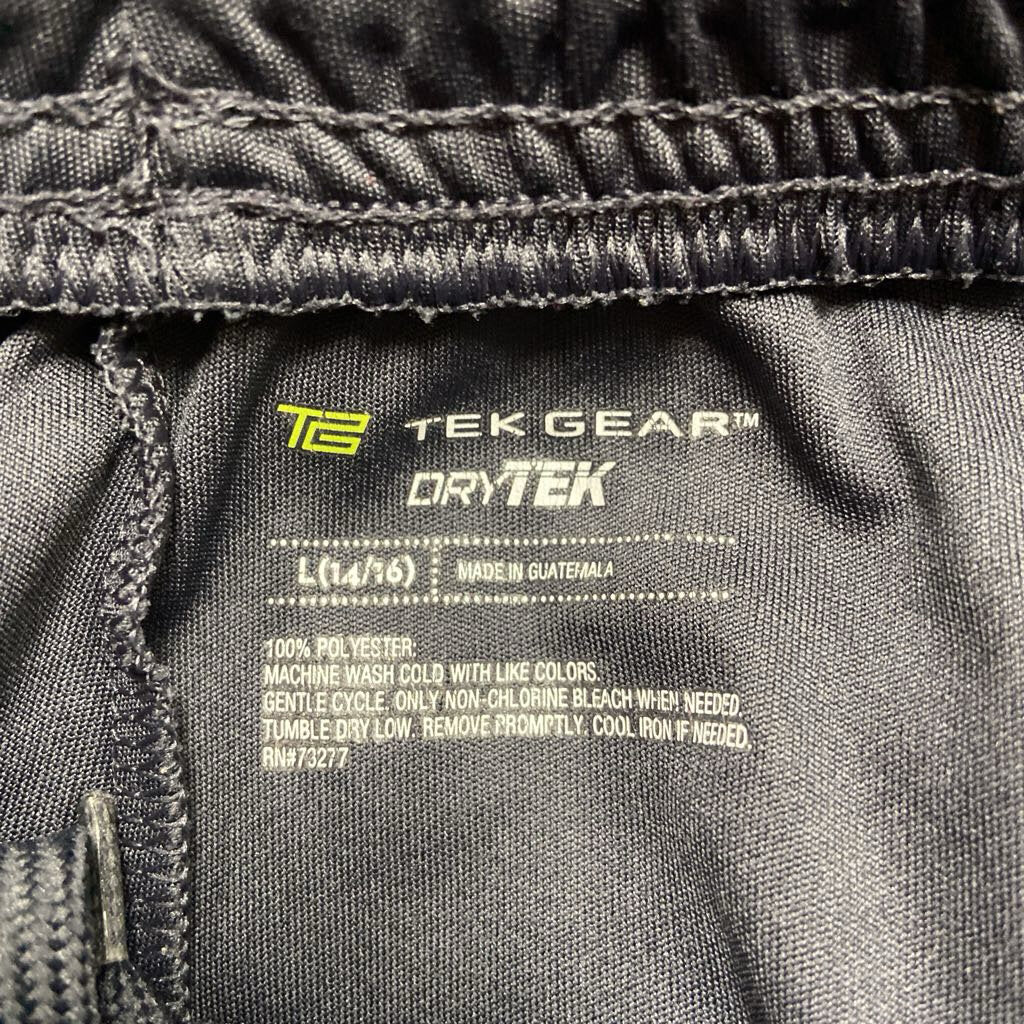 TG TEK GEAR™
DRYTEK
L(14/16) MADE IN GUATEMALA
100% POLYESTER:
MACHINE WASH COLD WITH LIKE COLORS.
GENTLE CYCLE. ONLY NON-CHLORINE BLEACH WHEN NEEDED.
TUMBLE DRY LOW. REMOVE PROMPTLY. COOL IRON IF NEEDED.
RN#73277